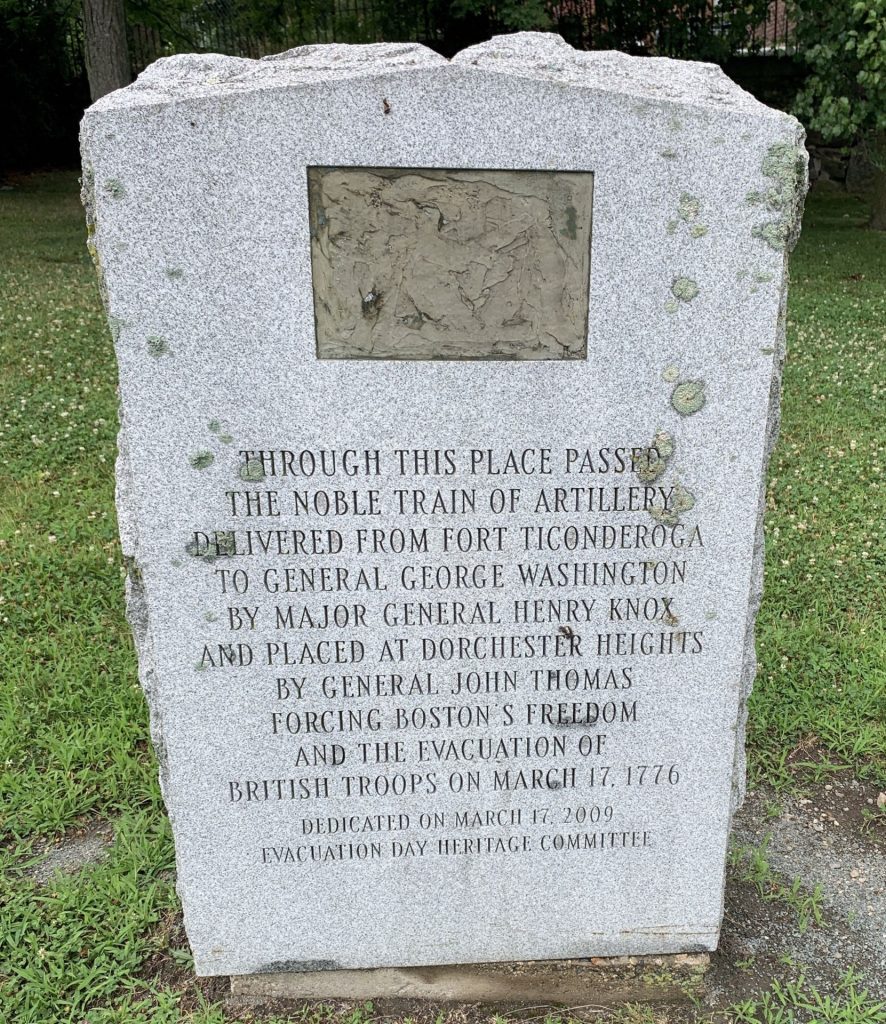 THROUGH THIS PLACE PASSED
THE NOBLE TRAIN OF ARTILLERY
DELIVERED FROM FORT TICONDEROGA
TO GENERAL GEORGE WASHINGTON
BY MAJOR GENERAL HENRY KNOX
AND PLACED AT DORCHESTER HEIGHTS
BY GENERAL JOHN THOMAS
FORCING BOSTON'S FREEDOM
AND THE EVACUATION OF
BRITISH TROOPS ON MARCH 17, 1776
DEDICATED ON MARCH 17, 2009
EVACUATION DAY HERITAGE COMMITTEE